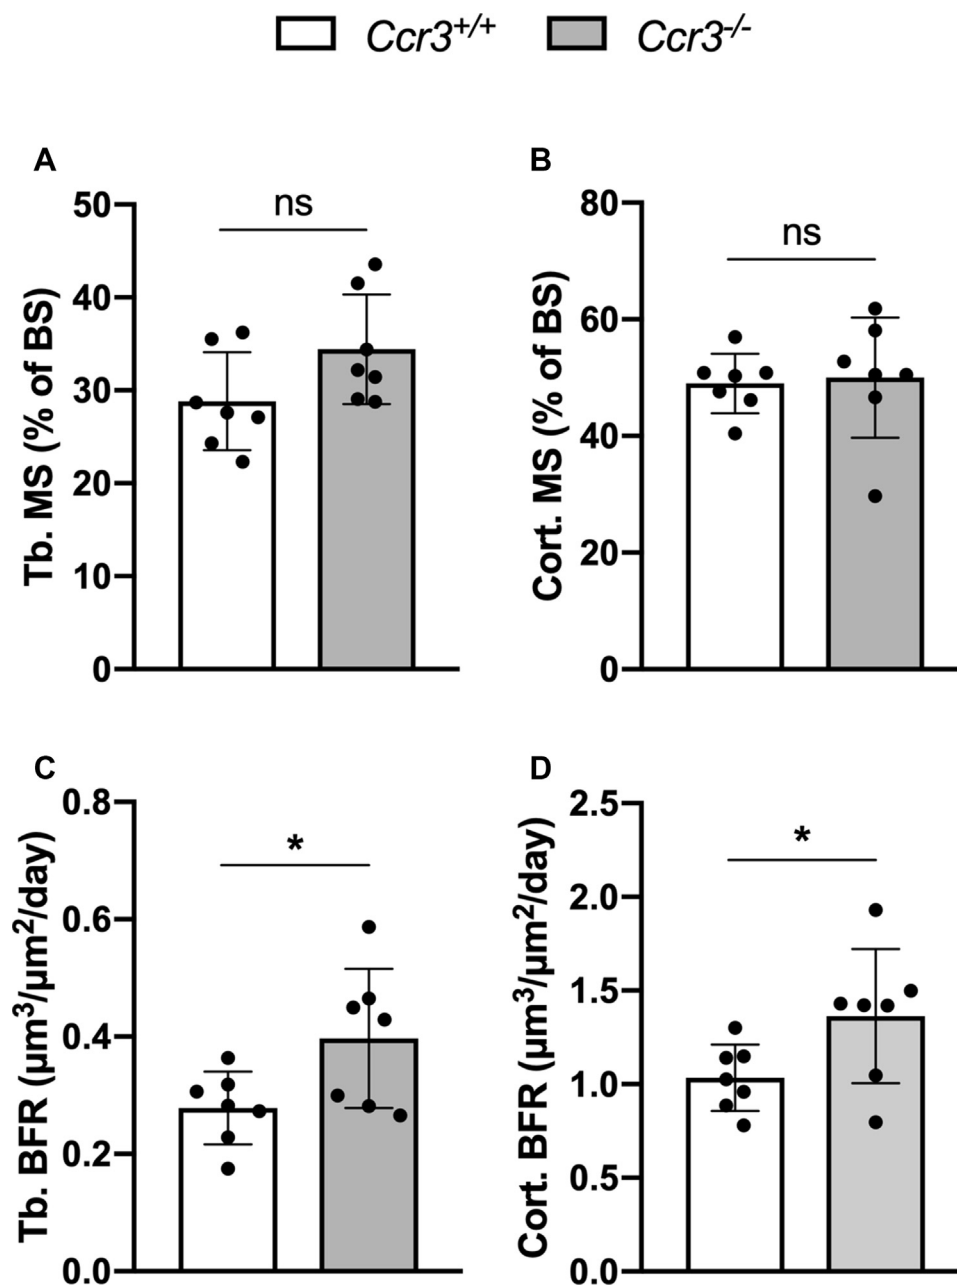 Ccr3+/+ Ccr3-/-
A
B
Tb. MS (% of BS)
50
40
30
20
10
0
ns
Cort. MS (% of BS)
80
60
40
20
0
ns
C
D
Tb. BFR (µm3/µm2/day)
0.8
0.6
0.4
0.2
0.0
*
Cort. BFR (µm3/µm2/day)
2.5
2.0
1.5
1.0
0.5
0.0
*